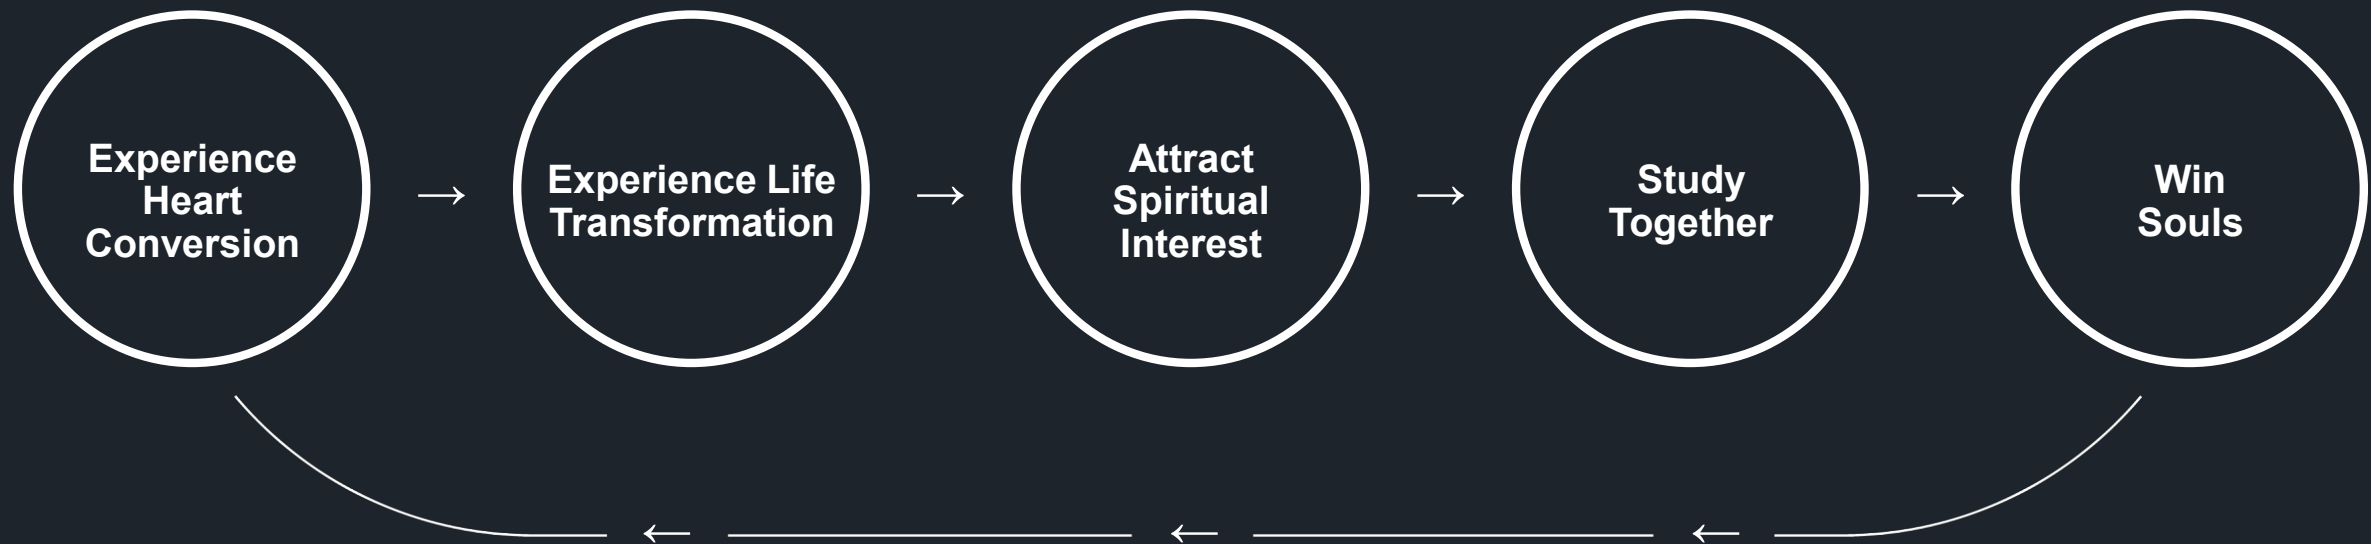 Experience
Heart
Conversion
→
Experience Life
Transformation
→
Attract
Spiritual
Interest
→
Study
Together
→
Win
Souls
← ← ←